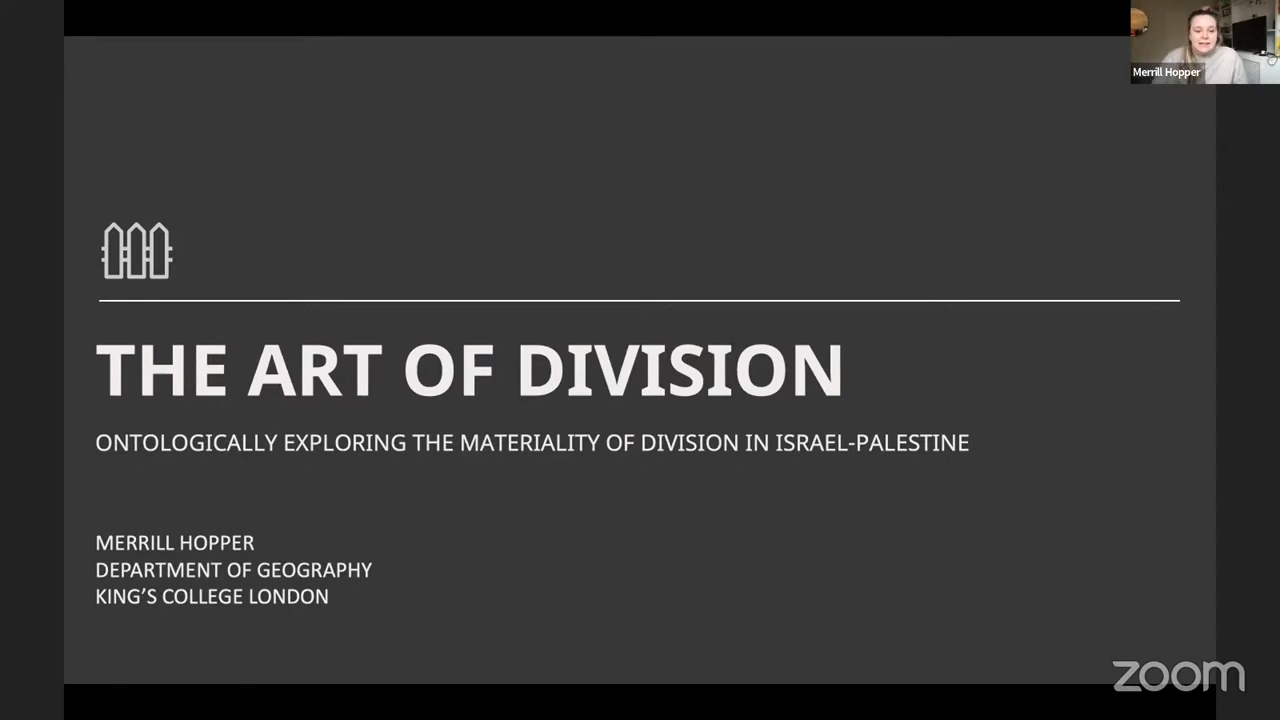 Merrill Hopper
THE ART OF DIVISION
ONTOLOGICALLY EXPLORING THE MATERIALITY OF DIVISION IN ISRAEL-PALESTINE
MERRILL HOPPER
DEPARTMENT OF GEOGRAPHY
KING’S COLLEGE LONDON
zoom